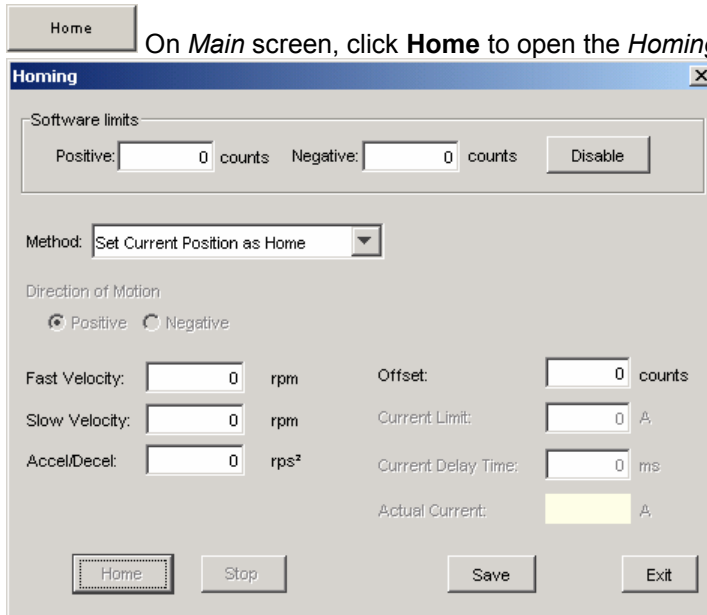 Home
On Main screen, click Home to open the Homing
Homing
Software limits
Positive: 0 counts Negative: 0 counts Disable
Method: Set Current Position as Home
Direction of Motion
Positive Negative
Fast Velocity: 0 rpm Offset: 0 counts
Slow Velocity: 0 rpm Current Limit: 0 A
Accel/Decel: 0 rps² Current Delay Time: 0 ms
Actual Current: A
Home Stop Save Exit